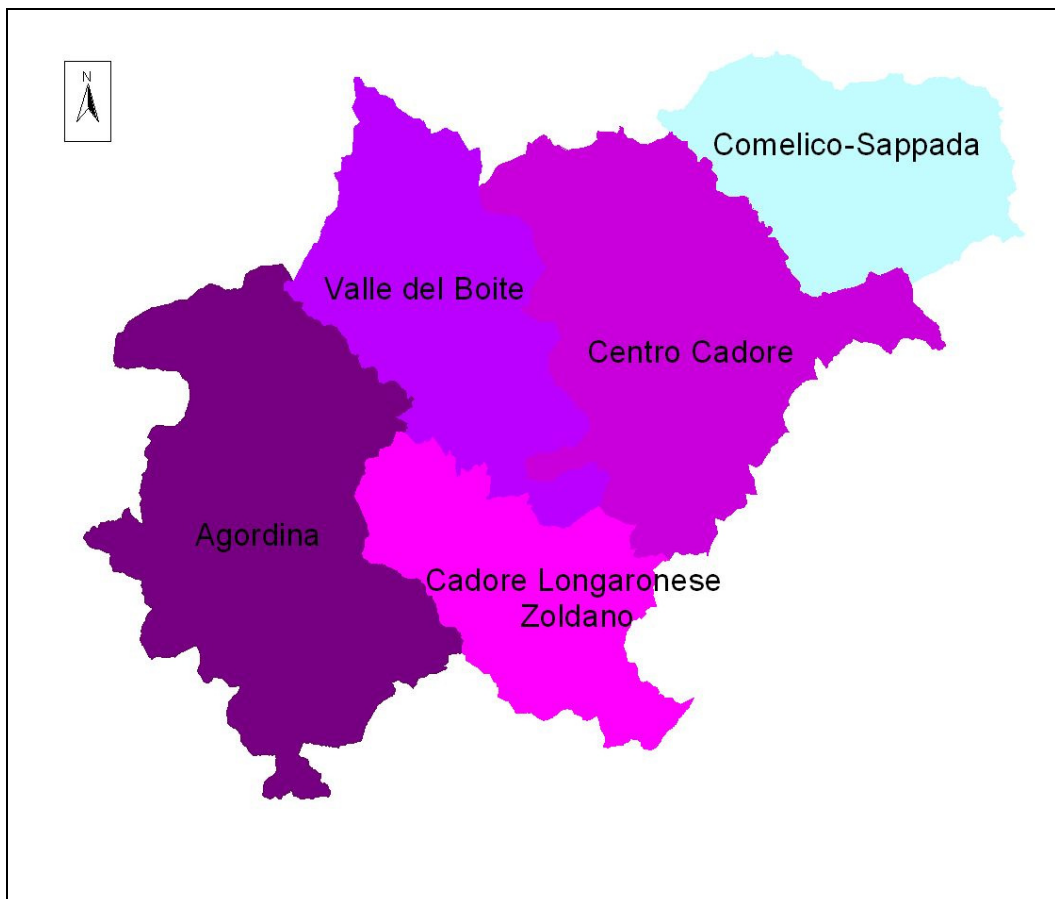 N
Comelico-Sappada
Valle del Boite
Centro Cadore
Agordina
Cadore Longaronese
Zoldano